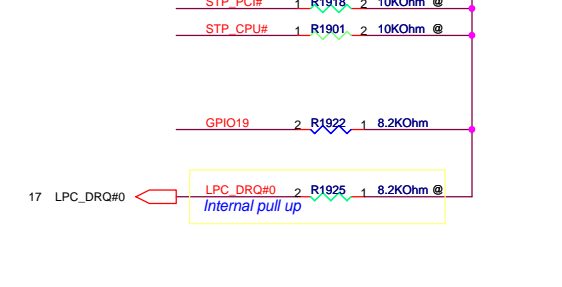 STP_PCI# 1 R1918 2 10KOhm @
STP_CPU# 1 R1901 2 10KOhm @
GPIO19 2 R1922 1 8.2KOhm
17 LPC_DRQ#0 LPC_DRQ#0 2 R1925 1 8.2KOhm @
Internal pull up